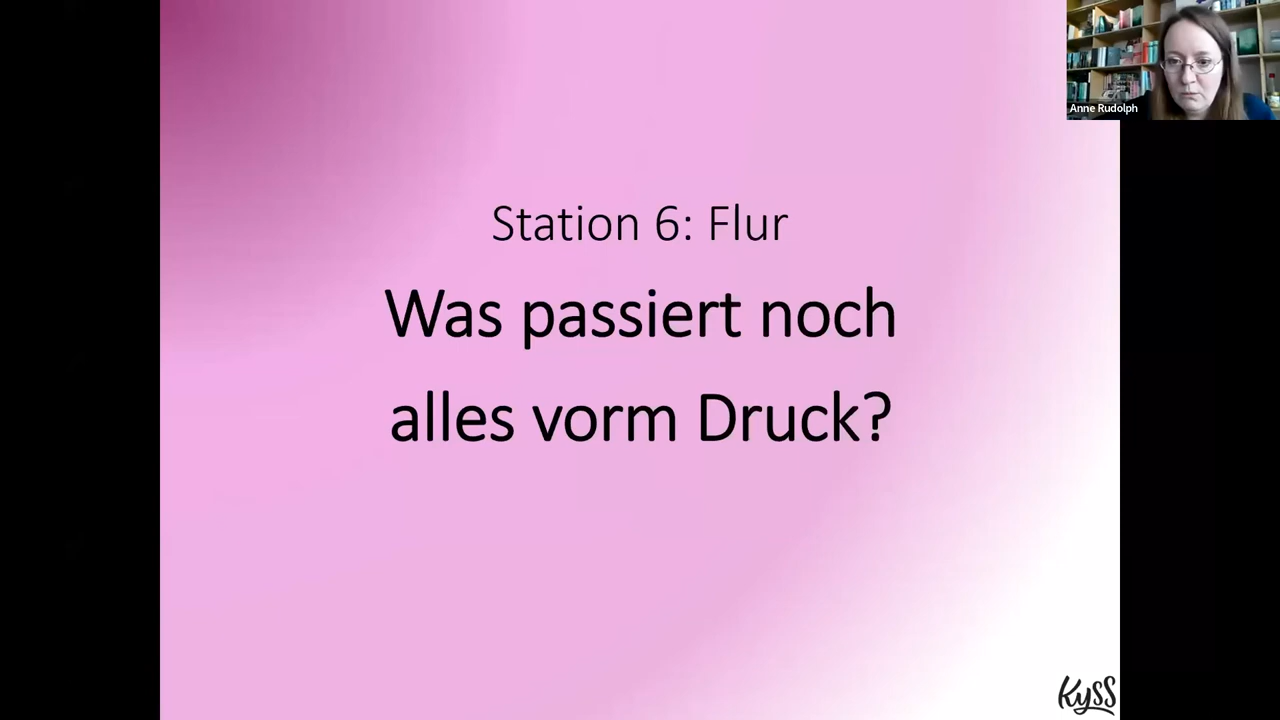 Anne Rudolph
Station 6: Flur
Was passiert noch
alles vorm Druck?
Kyss